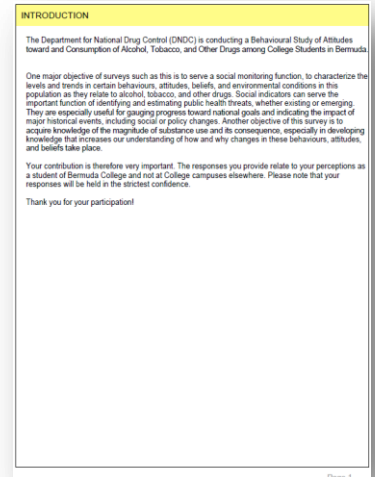 INTRODUCTION
The Department for National Drug Control (DNDC) is conducting a Behavioural Study of Attitudes
toward and Consumption of Alcohol, Tobacco, and Other Drugs among College Students in Bermuda.
One major objective of surveys such as this is to serve a social monitoring function, to characterize the
levels and trends in certain behaviours, attitudes, beliefs, and environmental conditions in this
population as they relate to alcohol, tobacco, and other drugs. Social indicators can serve the
important function of identifying and estimating public health threats, whether existing or emerging.
They are especially useful for gauging progress toward national goals and indicating the impact of
major historical events, including social or policy changes. Another objective of this survey is to
acquire knowledge of the magnitude of substance use and its consequence, especially in developing
knowledge that increases our understanding of how and why changes in these behaviours, attitudes,
and beliefs take place.
Your contribution is therefore very important. The responses you provide relate to your perceptions as
a student of Bermuda College and not at College campuses elsewhere. Please note that your
responses will be held in the strictest confidence.
Thank you for your participation!
Page 1